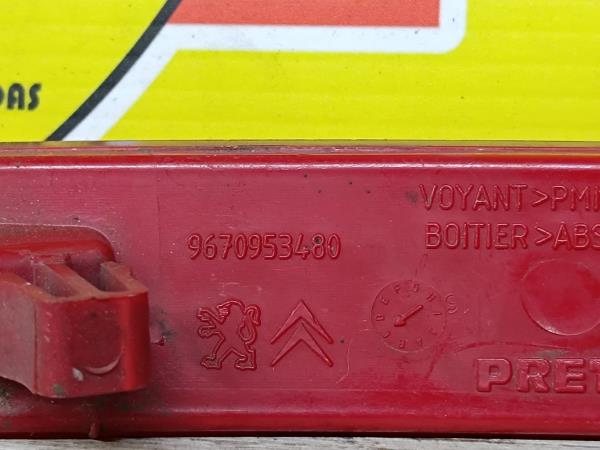 DAS
VOYANT>PM
9670953480
BOITIER>ABS
PRET